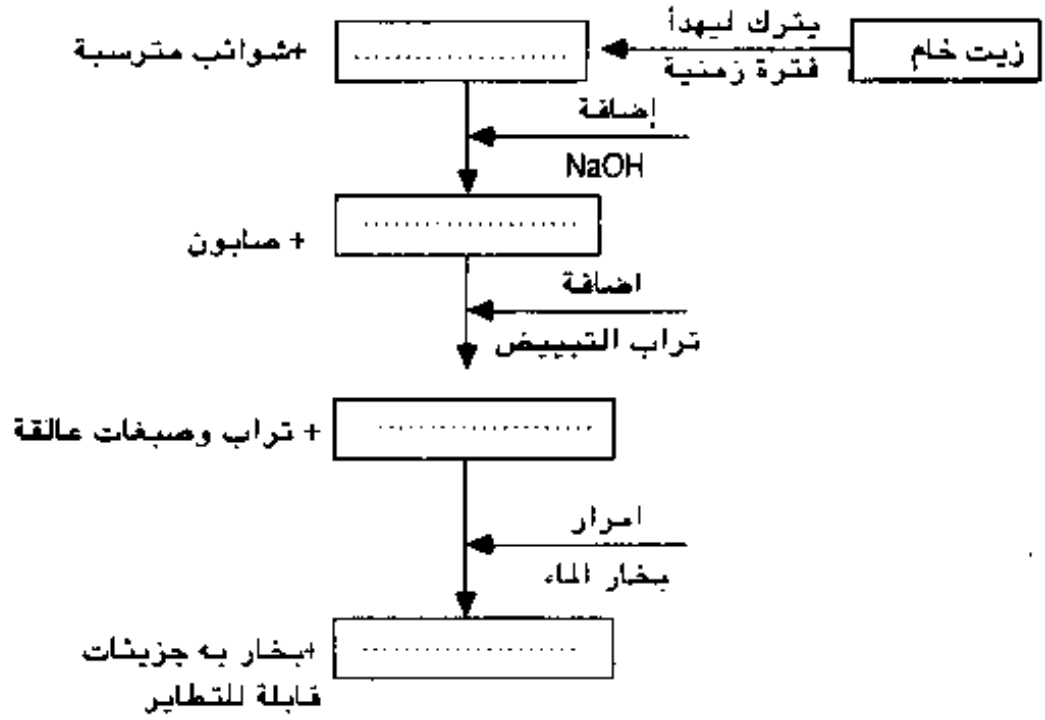 زيت خام
يترك ليهدأ
فترة زمنية
.......................
+شوائب مترسبة
إضافة
NaOH
.......................
+ صابون
اضافة
تراب التبييض
.......................
+ تراب وصبغات عالقة
امرار
بخار الماء
.......................
+بخار به جزيئات
قابلة للتطاير